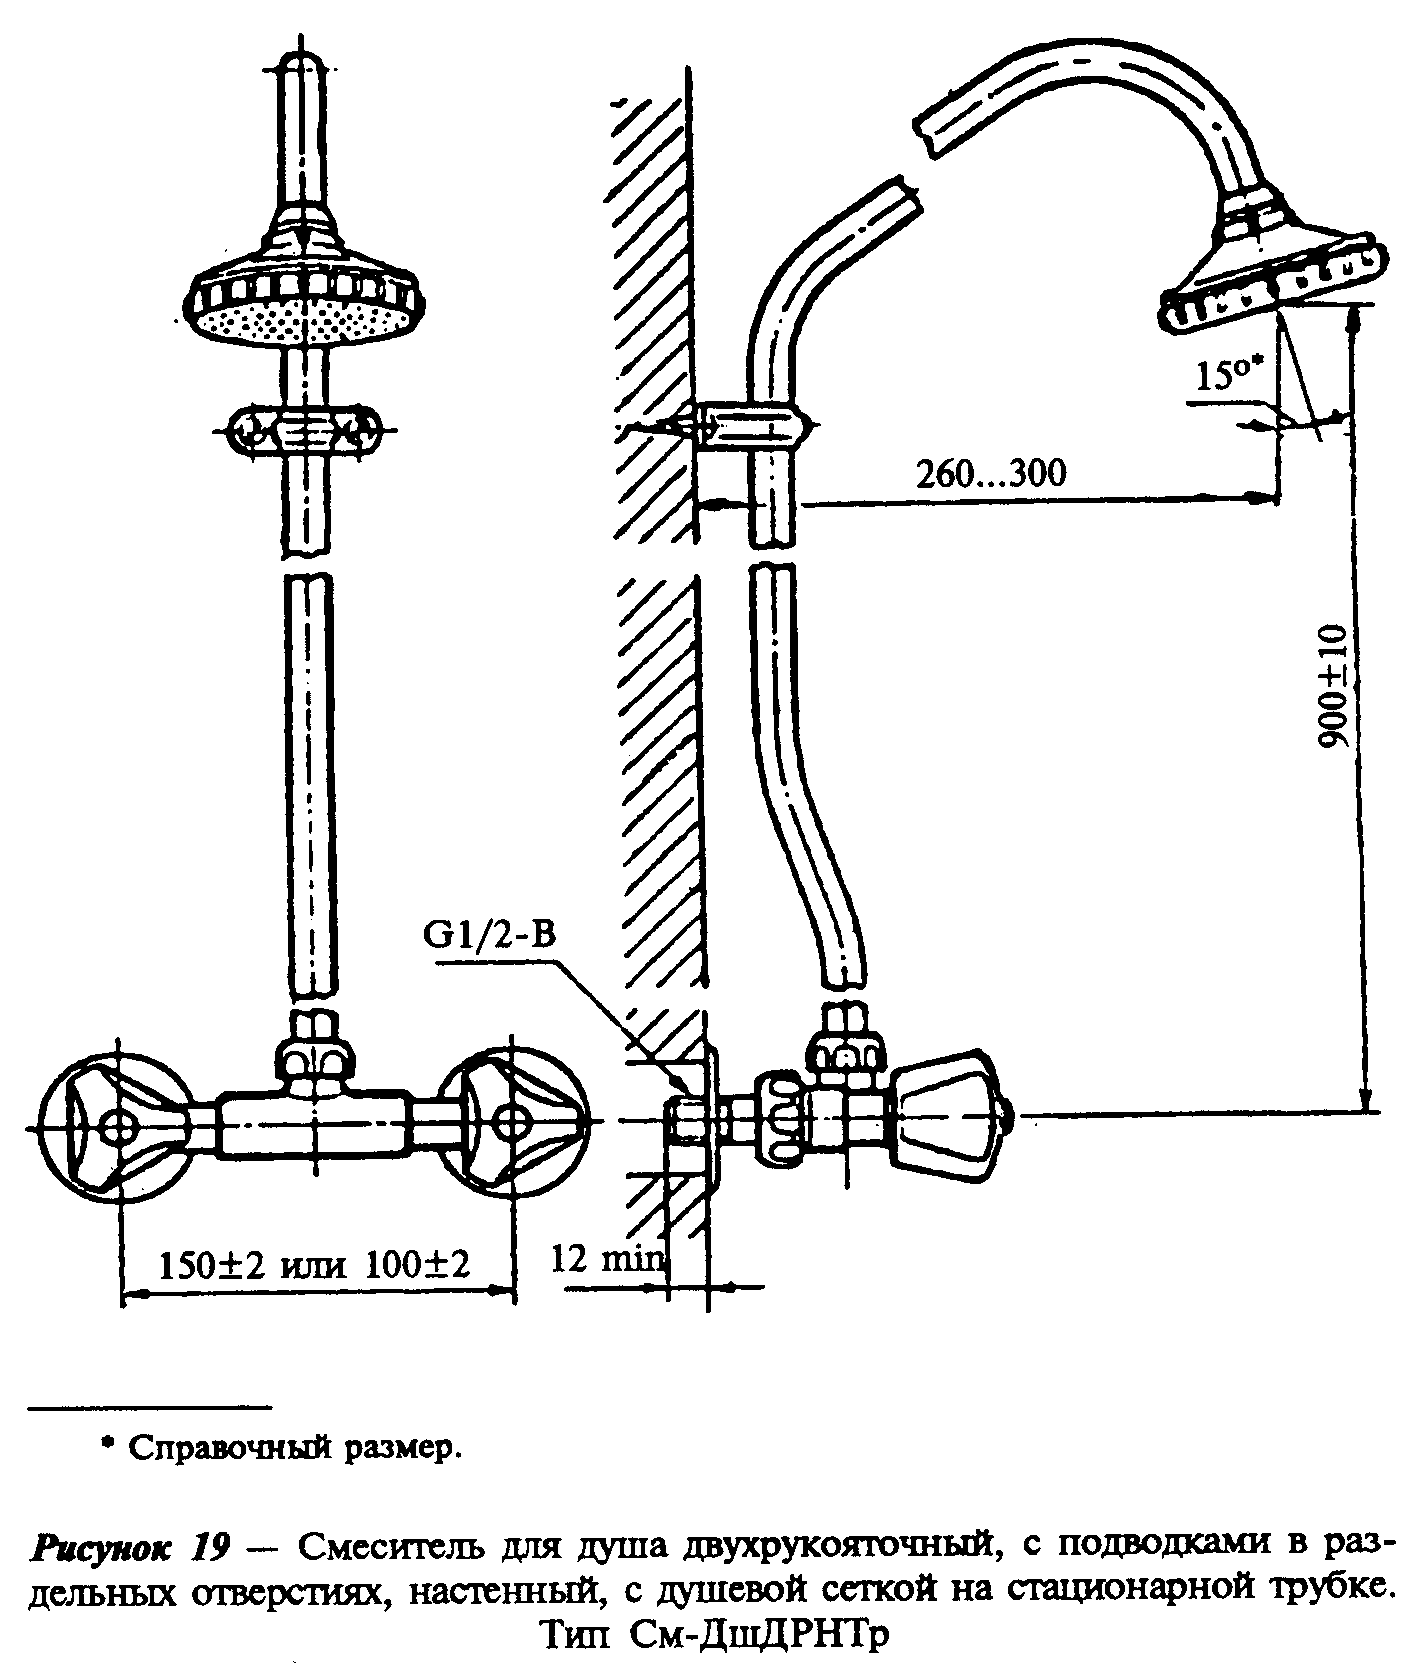 15°*
260...300
900±10
G1/2-B
150±2 или 100±2
12 min
* Справочный размер.
Рисунок 19 — Смеситель для душа двухрукояточный, с подводками в раз-
дельных отверстиях, настенный, с душевой сеткой на стационарной трубке.
Тип См-ДшДРНТр